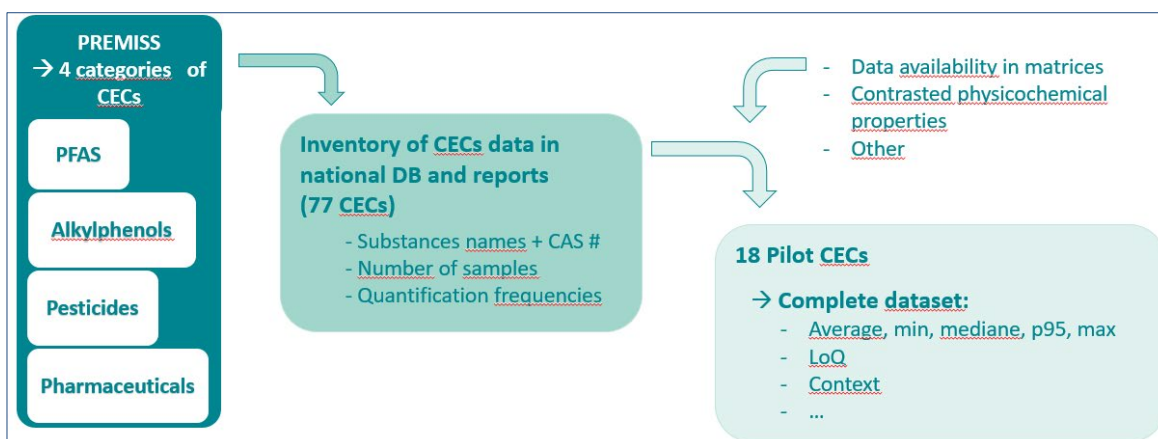 PREMISS
→ 4 categories of
CECs
PFAS
Alkylphenols
Pesticides
Pharmaceuticals
Inventory of CECs data in
national DB and reports
(77 CECs)
- Substances names + CAS #
- Number of samples
- Quantification frequencies
- Data availability in matrices
- Contrasted physicochemical
properties
- Other
18 Pilot CECs
→ Complete dataset:
- Average, min, mediane, p95, max
- LoQ
- Context
- ...